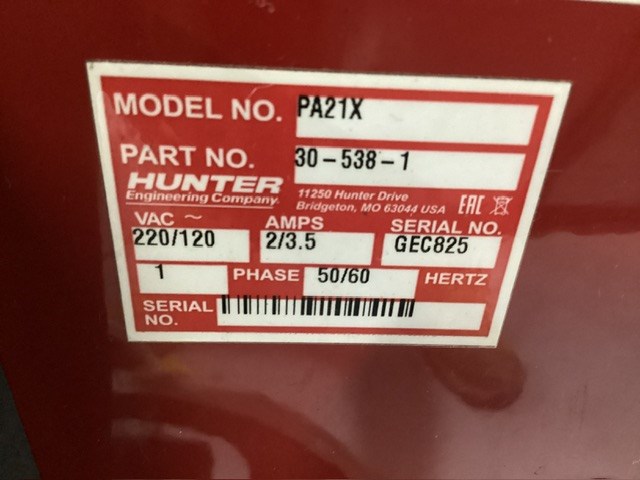 MODEL NO. PA21X
PART NO. 30-538-1
HUNTER
Engineering Company
11250 Hunter Drive
Bridgeton, MO 63044 USA
EAC
VAC ~ AMPS SERIAL NO.
220/120 2/3.5 GEC825
1 PHASE 50/60 HERTZ
SERIAL
NO.